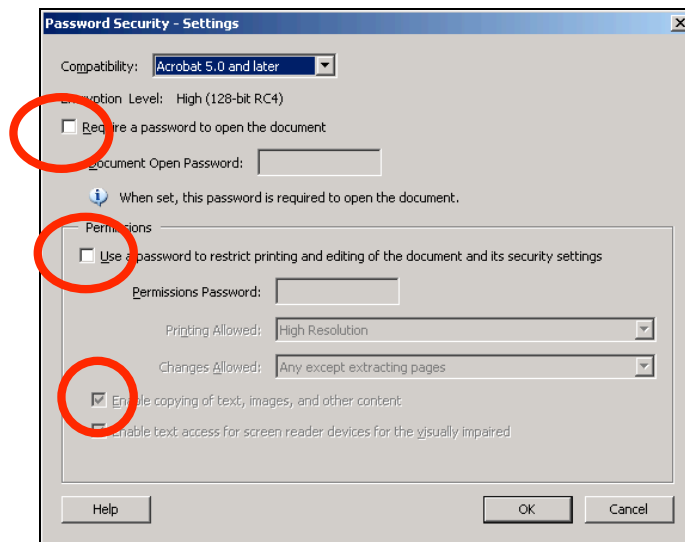 Password Security - Settings
Compatibility: Acrobat 5.0 and later
Encryption Level: High (128-bit RC4)
Require a password to open the document
Document Open Password:
When set, this password is required to open the document.
Permissions
Use a password to restrict printing and editing of the document and its security settings
Permissions Password:
Printing Allowed: High Resolution
Changes Allowed: Any except extracting pages
Enable copying of text, images, and other content
Enable text access for screen reader devices for the visually impaired
Help OK Cancel